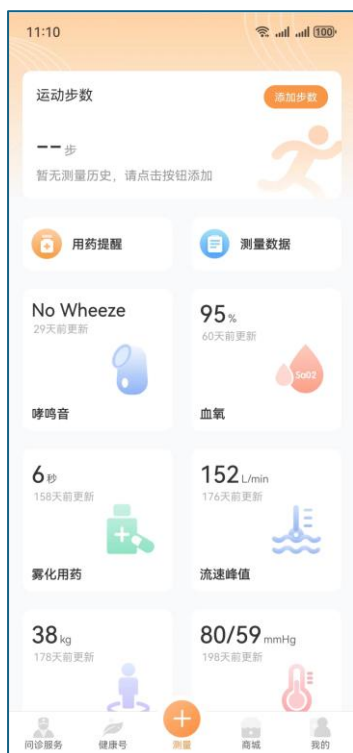 11:10
100
运动步数
添加步数
-- 步
暂无测量历史，请点击按钮添加
用药提醒
测量数据
No Wheeze
29天前更新
哮鸣音
95 %
60天前更新
SaO2
血氧
6 秒
158天前更新
雾化用药
152 L/min
176天前更新
流速峰值
38 kg
178天前更新
80/59 mmHg
198天前更新
问诊服务
健康号
测量
商城
我的